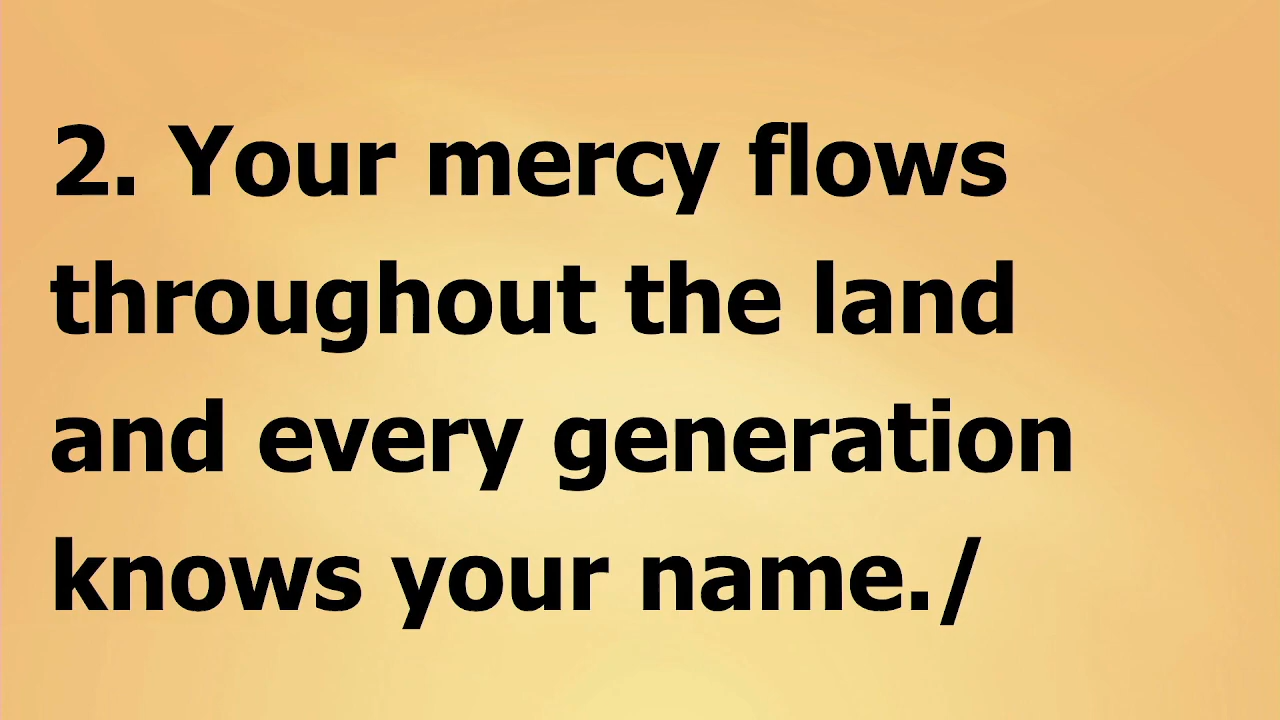 2. Your mercy flows
throughout the land
and every generation
knows your name./